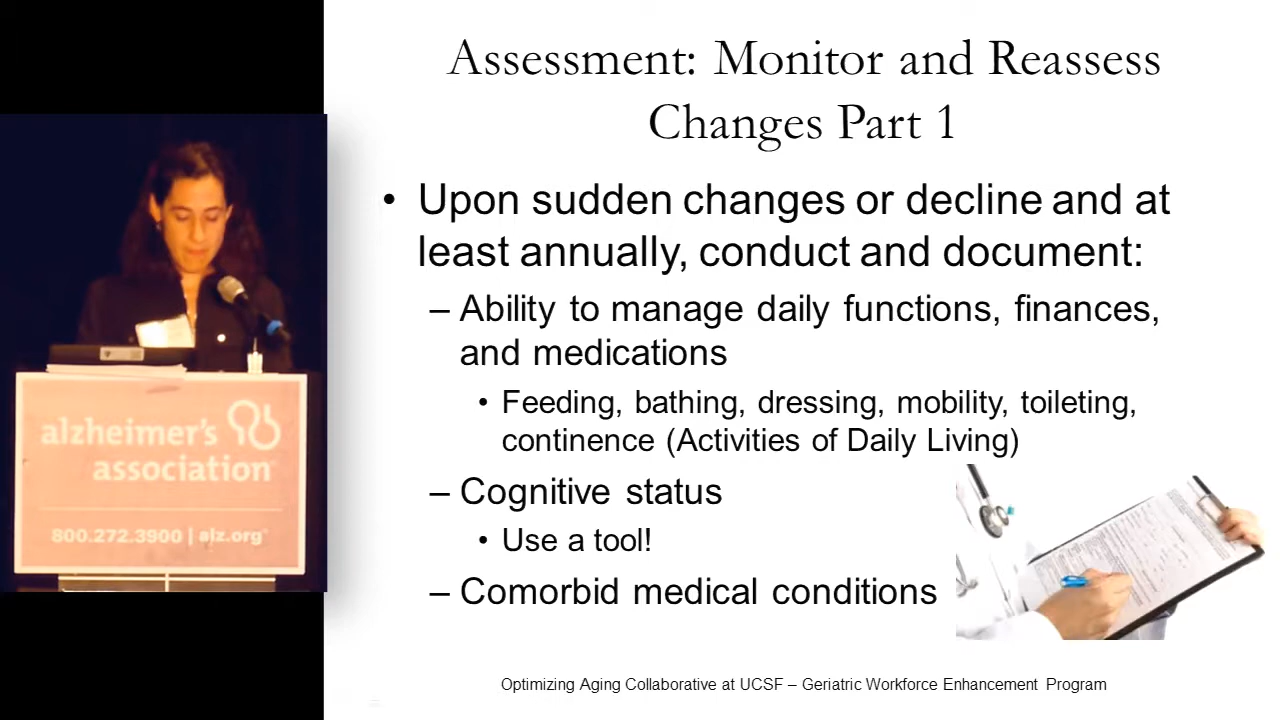 Assessment: Monitor and Reassess
Changes Part 1
• Upon sudden changes or decline and at
least annually, conduct and document:
– Ability to manage daily functions, finances,
and medications
• Feeding, bathing, dressing, mobility, toileting,
continence (Activities of Daily Living)
– Cognitive status
• Use a tool!
– Comorbid medical conditions
Optimizing Aging Collaborative at UCSF – Geriatric Workforce Enhancement Program
alzheimer's
association
800.272.3900 | alz.org